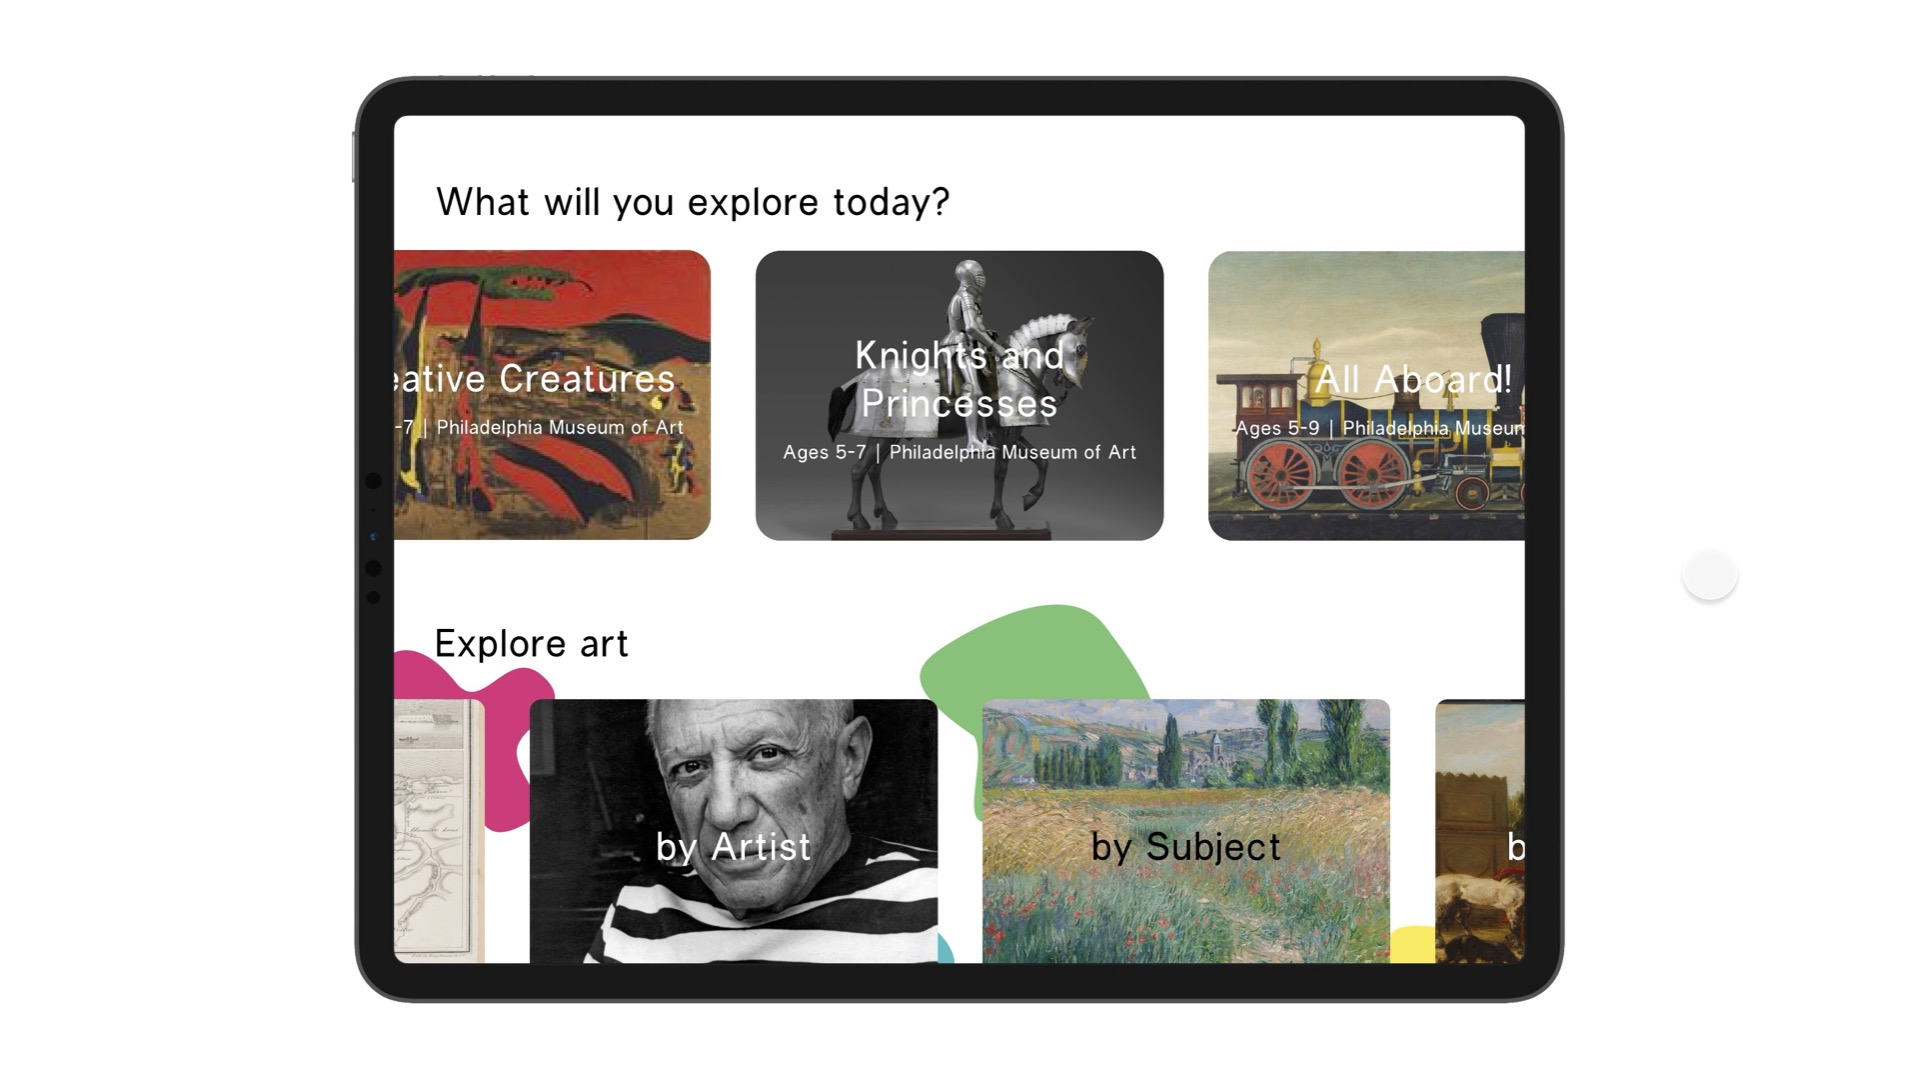 What will you explore today?
eative Creatures
-7 | Philadelphia Museum of Art
Knights and
Princesses
Ages 5-7 | Philadelphia Museum of Art
All Aboard!
Ages 5-9 | Philadelphia Museum
Explore art
by Artist
by Subject
b